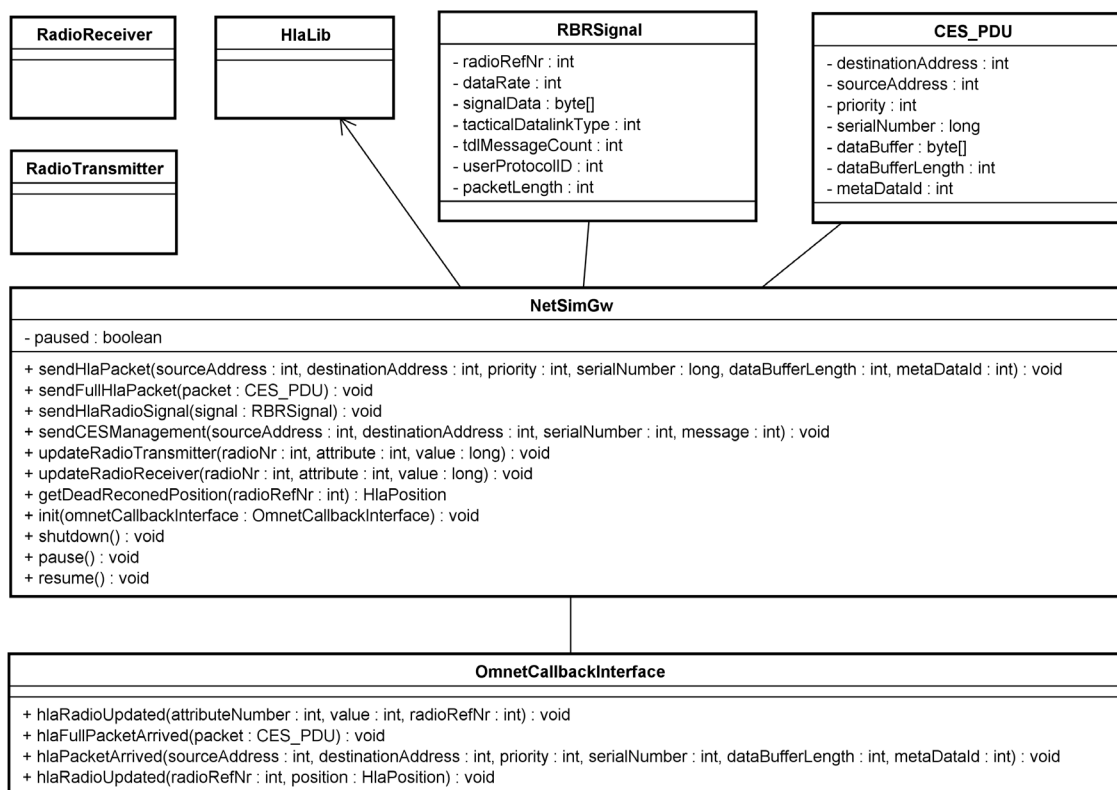 RadioReceiver
HlaLib
RBRSignal
- radioRefNr : int
- dataRate : int
- signalData : byte[]
- tacticalDatalinkType : int
- tdlMessageCount : int
- userProtocolID : int
- packetLength : int
CES_PDU
- destinationAddress : int
- sourceAddress : int
- priority : int
- serialNumber : long
- dataBuffer : byte[]
- dataBufferLength : int
- metaDataId : int
RadioTransmitter
NetSimGw
- paused : boolean
+ sendHlaPacket(sourceAddress : int, destinationAddress : int, priority : int, serialNumber : long, dataBufferLength : int, metaDataId : int) : void
+ sendFullHlaPacket(packet : CES_PDU) : void
+ sendHlaRadioSignal(signal : RBRSignal) : void
+ sendCESManagement(sourceAddress : int, destinationAddress : int, serialNumber : int, message : int) : void
+ updateRadioTransmitter(radioNr : int, attribute : int, value : long) : void
+ updateRadioReceiver(radioNr : int, attribute : int, value : long) : void
+ getDeadReconedPosition(radioRefNr : int) : HlaPosition
+ init(omnetCallbackInterface : OmnetCallbackInterface) : void
+ shutdown() : void
+ pause() : void
+ resume() : void
OmnetCallbackInterface
+ hlaRadioUpdated(attributeNumber : int, value : int, radioRefNr : int) : void
+ hlaFullPacketArrived(packet : CES_PDU) : void
+ hlaPacketArrived(sourceAddress : int, destinationAddress : int, priority : int, serialNumber : int, dataBufferLength : int, metaDataId : int) : void
+ hlaRadioUpdated(radioRefNr : int, position : HlaPosition) : void